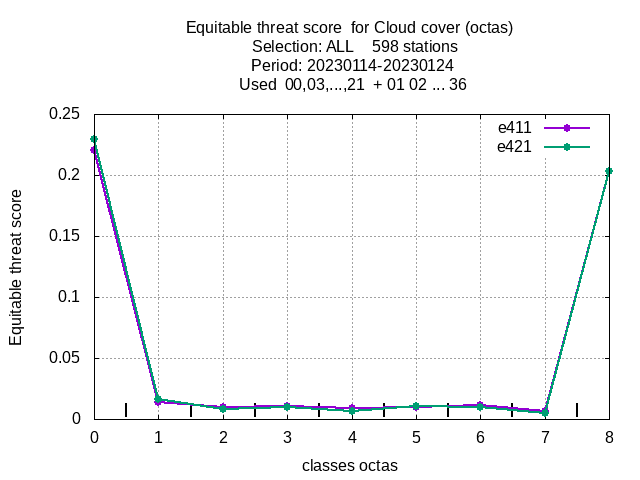 Equitable threat score  for Cloud cover (octas)
Selection: ALL    598 stations
Period: 20230114-20230124
Used  00,03,...,21  + 01 02 ... 36
e411
e421
Equitable threat score
0.25
0.2
0.15
0.1
0.05
0
0 1 2 3 4 5 6 7 8
classes octas